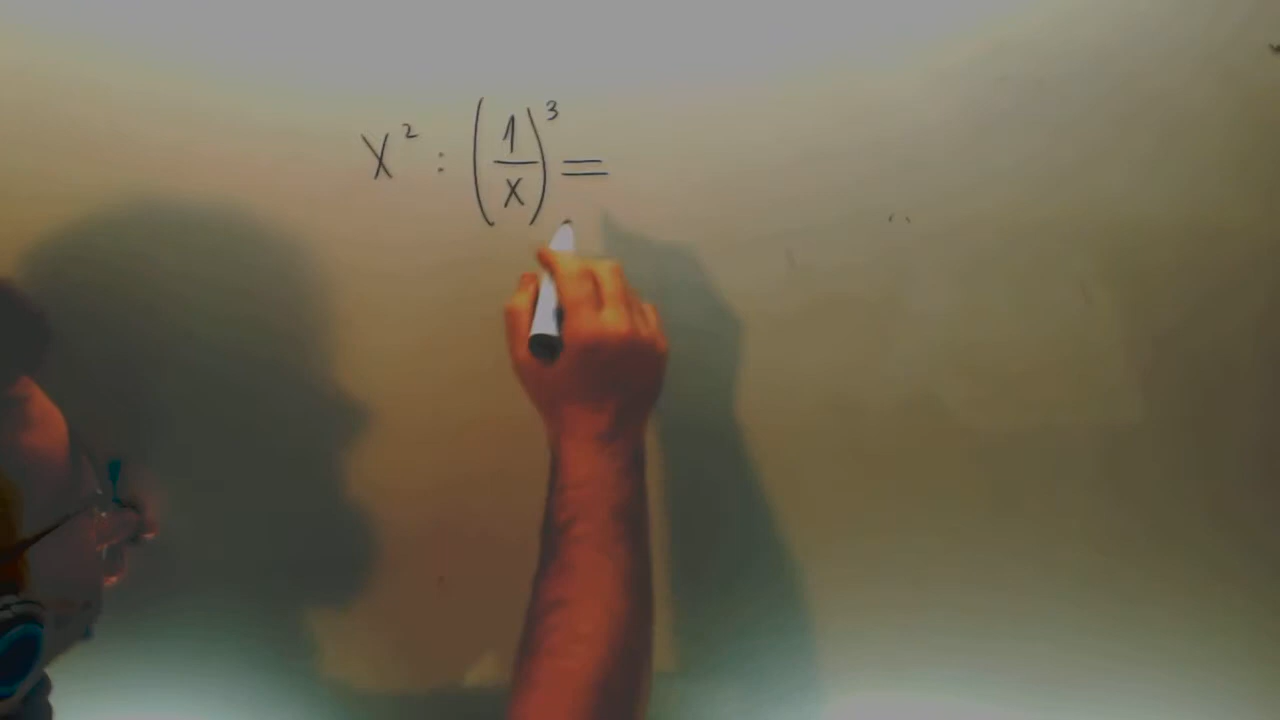 x² : (1/x)³ =